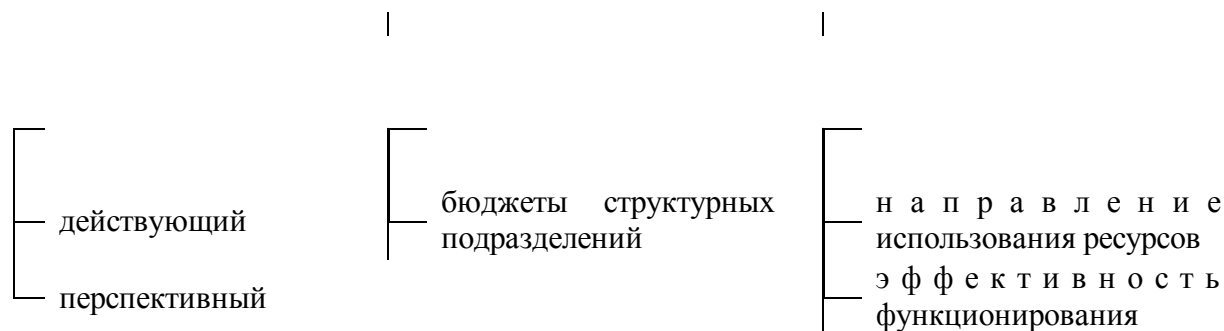 действующий
перспективный
бюджеты структурных
подразделений
направление
использования ресурсов
эффективность
функционирования